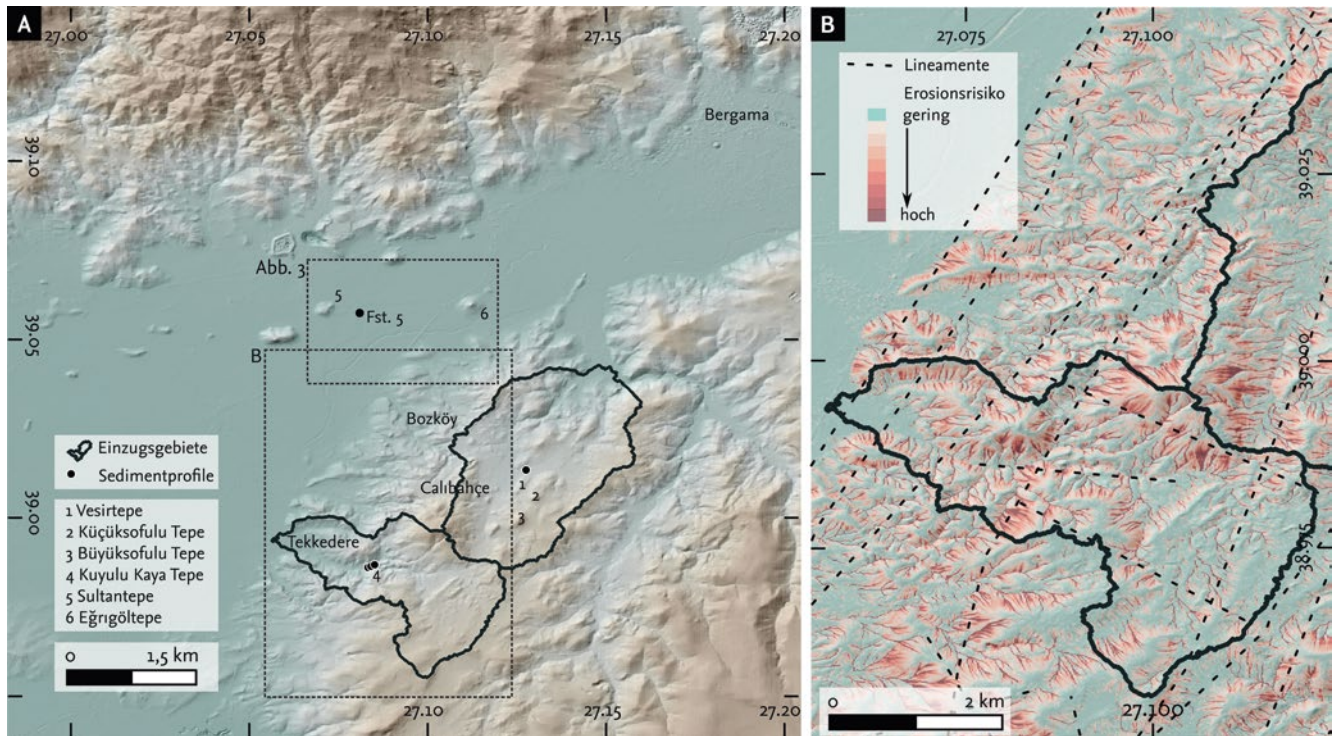 A
27.00
27.05
27.10
27.15
27.20
Bergama
39.10
Abb. 3
5
Fst. 5
6
39.05
B
Bozköy
Calıbahçe
1
2
3
39.00
Tekkedere
4
Einzugsgebiete
Sedimentprofile
1 Vesirtepe
2 Küçüksofulu Tepe
3 Büyüksofulu Tepe
4 Kuyulu Kaya Tepe
5 Sultantepe
6 Eğrıgöltepe
0 1,5 km
27.10
27.15
27.20
B
27.075
27.100
Lineamente
Erosionsrisiko
gering
hoch
39.025
39.000
38.975
0 2 km
27.160